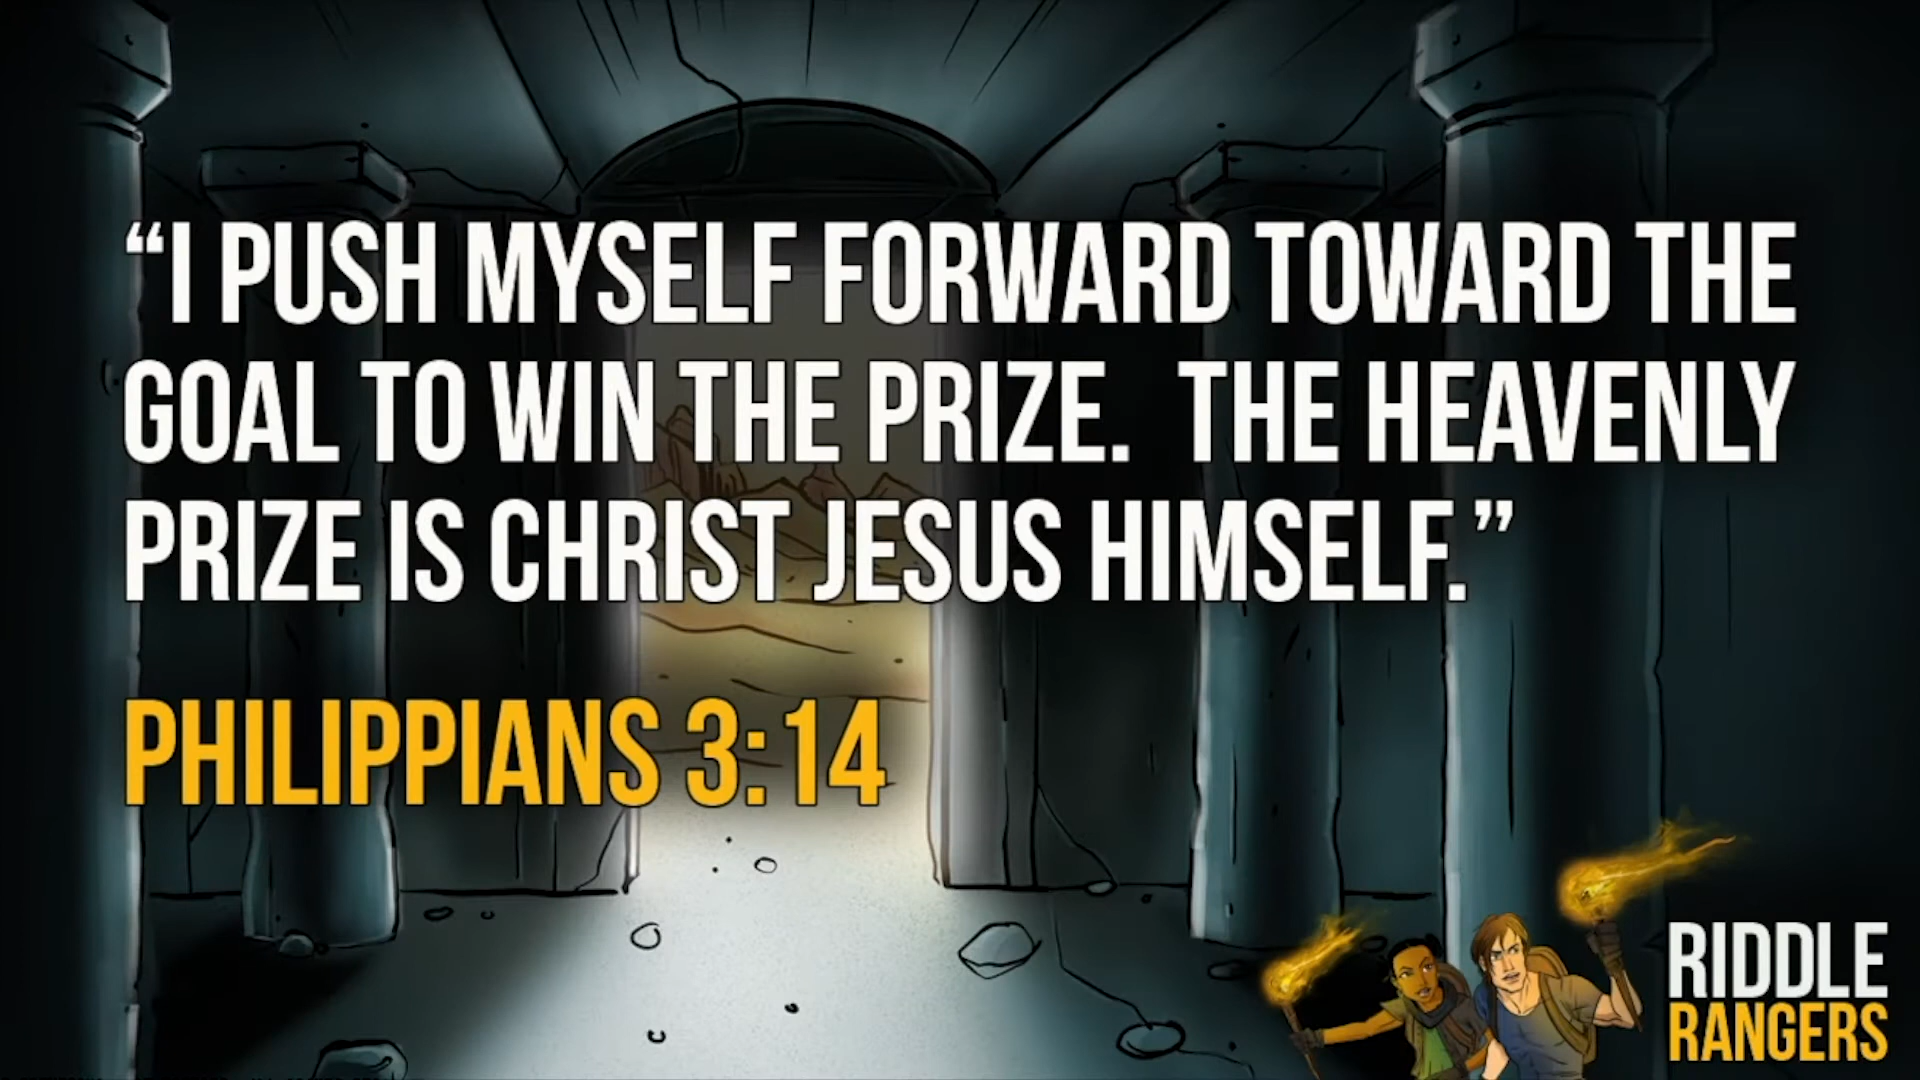 “I PUSH MYSELF FORWARD TOWARD THE
GOAL TO WIN THE PRIZE.  THE HEAVENLY
PRIZE IS CHRIST JESUS HIMSELF.”
PHILIPPIANS 3:14
RIDDLE
RANGERS